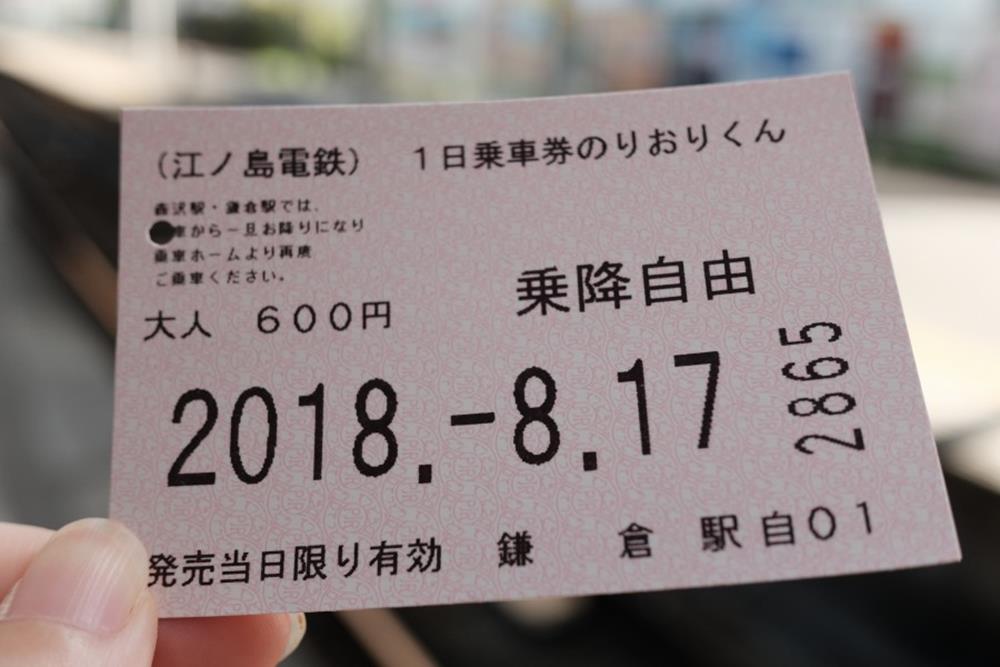 (江ノ島電鉄) 1日乗車券のりおりくん
藤沢駅・鎌倉駅では、
車から一旦お降りになり
乗車ホームより再度
ご乗車ください。
乗降自由
大人 600円
2018.-8.17
2865
発売当日限り有効 鎌 倉 駅自01